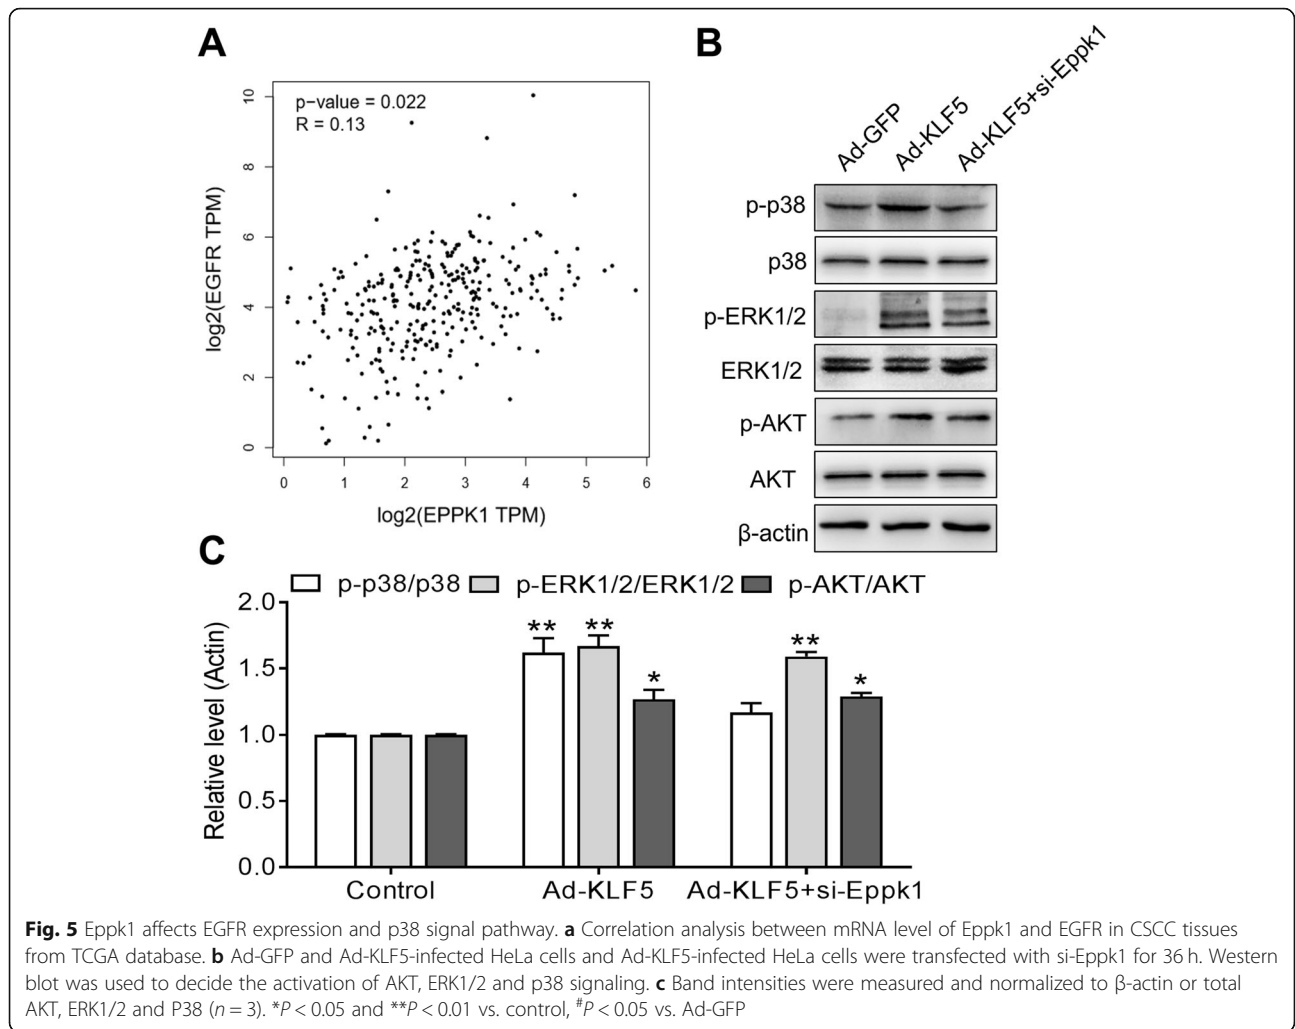 A
p-value = 0.022
R = 0.13
log2(EGFR TPM)
0 2 4 6 8 10
0 1 2 3 4 5 6
log2(EPPK1 TPM)
B
Ad-GFP
Ad-KLF5
Ad-KLF5+si-Eppk1
p-p38
p38
p-ERK1/2
ERK1/2
p-AKT
AKT
β-actin
C
p-p38/p38 p-ERK1/2/ERK1/2 p-AKT/AKT
Relative level (Actin)
2.0
1.5
1.0
0.5
0.0
** ** *
** *
Control Ad-KLF5 Ad-KLF5+si-Eppk1
Fig. 5 Eppk1 affects EGFR expression and p38 signal pathway. a Correlation analysis between mRNA level of Eppk1 and EGFR in CSCC tissues
from TCGA database. b Ad-GFP and Ad-KLF5-infected HeLa cells and Ad-KLF5-infected HeLa cells were transfected with si-Eppk1 for 36 h. Western
blot was used to decide the activation of AKT, ERK1/2 and p38 signaling. c Band intensities were measured and normalized to β-actin or total
AKT, ERK1/2 and P38 (n = 3). *P < 0.05 and **P < 0.01 vs. control, #P < 0.05 vs. Ad-GFP